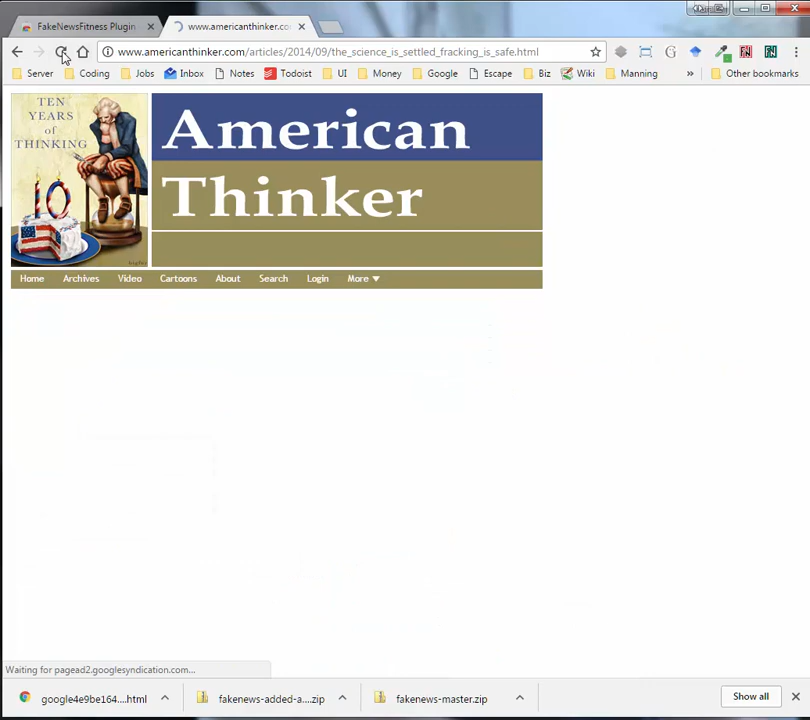 FakeNewsFitness Plugin
www.americanthinker.co
www.americanthinker.com/articles/2014/09/the_science_is_settled_fracking_is_safe.html
Server Coding Jobs Inbox Notes Todoist UI Money Google Escape Biz Wiki Manning » Other bookmarks
TEN
YEARS
of
THINKING
10
American
Thinker
Home Archives Video Cartoons About Search Login More
Waiting for pagead2.googlesyndication.com...
google4e9be164....html fakenews-added-a....zip fakenews-master.zip Show all